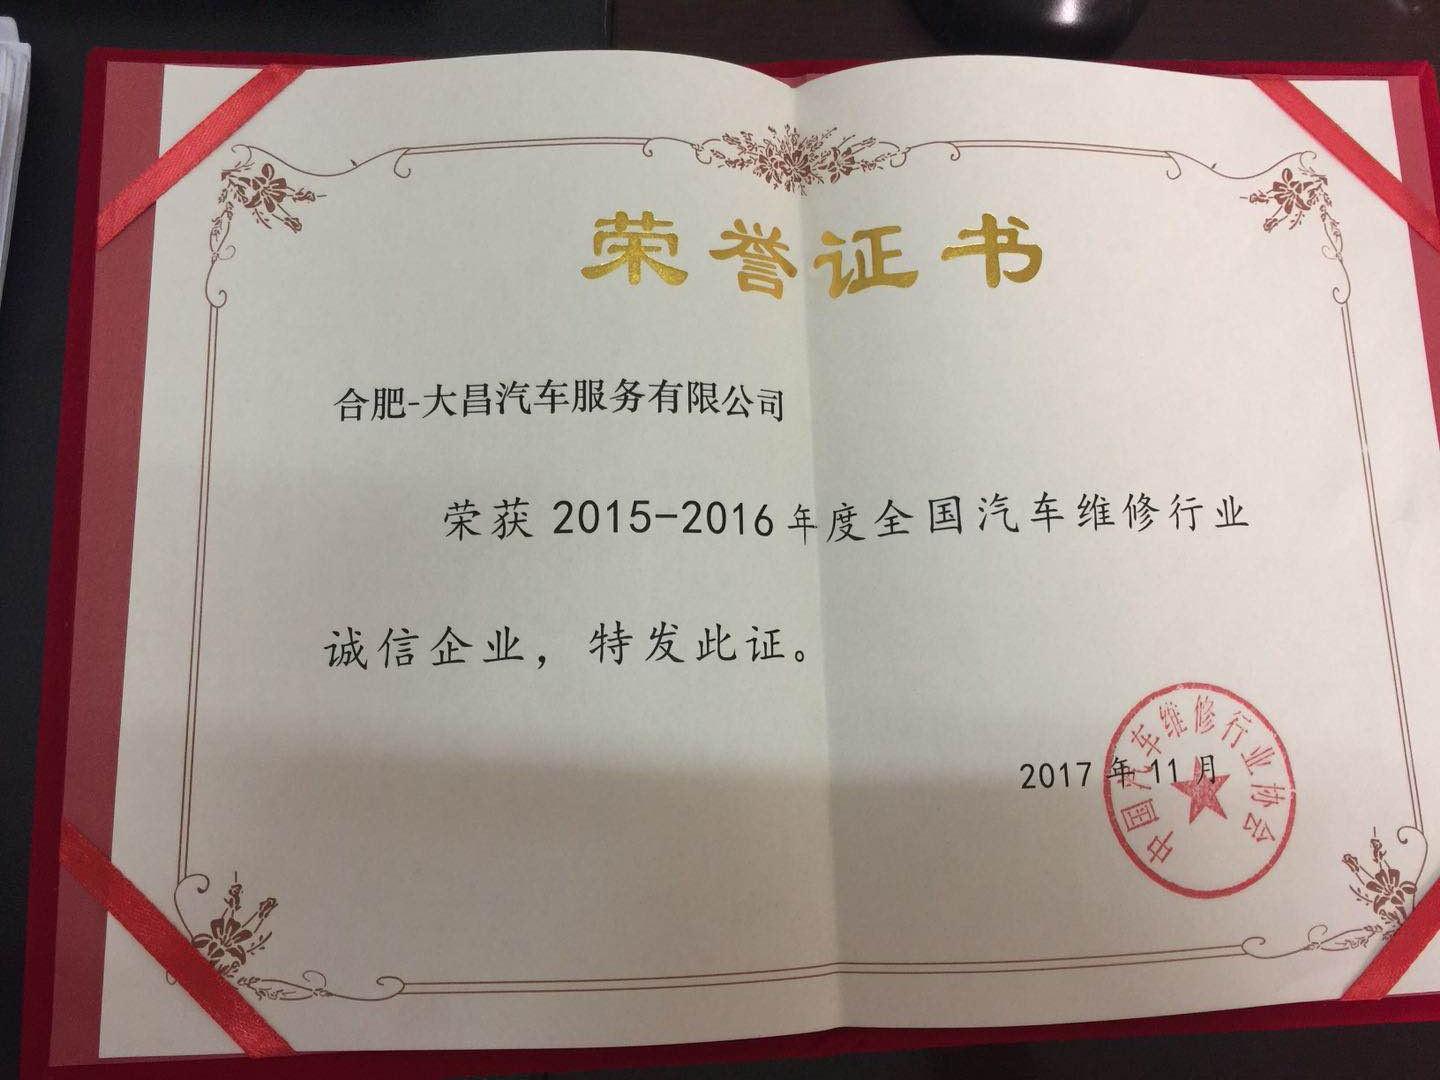 荣誉证书
合肥-大昌汽车服务有限公司
荣获 2015-2016 年度全国汽车维修行业
诚信企业，特发此证。
2017 年 11 月
中国汽车维修行业协会